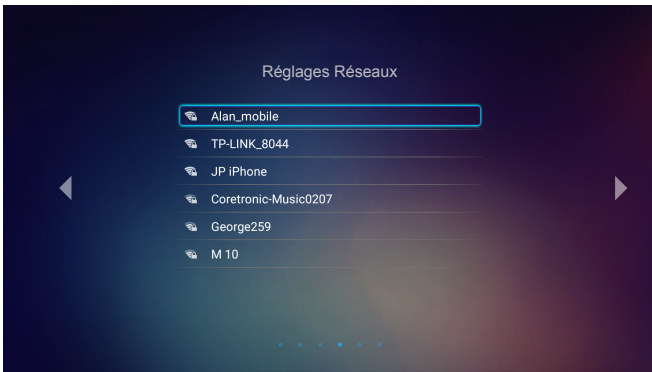 Réglages Réseaux
Alan_mobile
TP-LINK_8044
JP iPhone
Coretronic-Music0207
George259
M 10